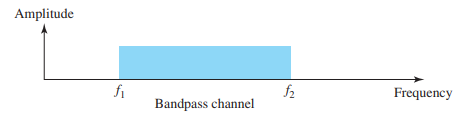 Amplitude
f₁
f₂
Frequency
Bandpass channel